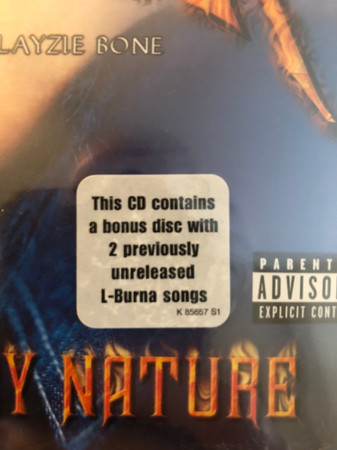 LAYZIE BONE
This CD contains
a bonus disc with
2 previously
unreleased
L-Burna songs
K 85657 S1
PARENT
ADVISO
EXPLICIT CONT
Y NATURE